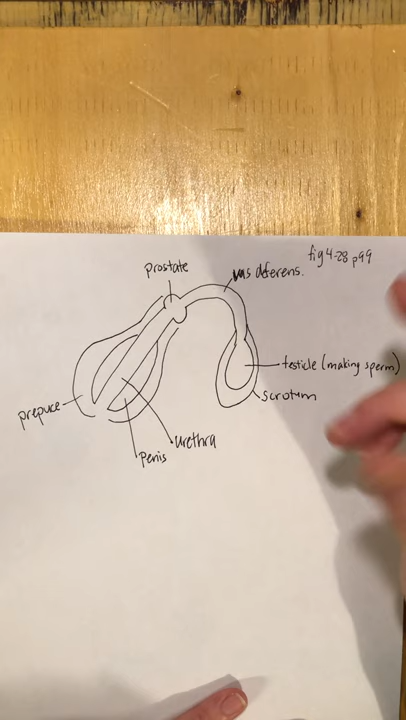 fig 4-28 p99
prostate
vas deferens.
testicle (making sperm)
scrotum
prepuce
urethra
penis